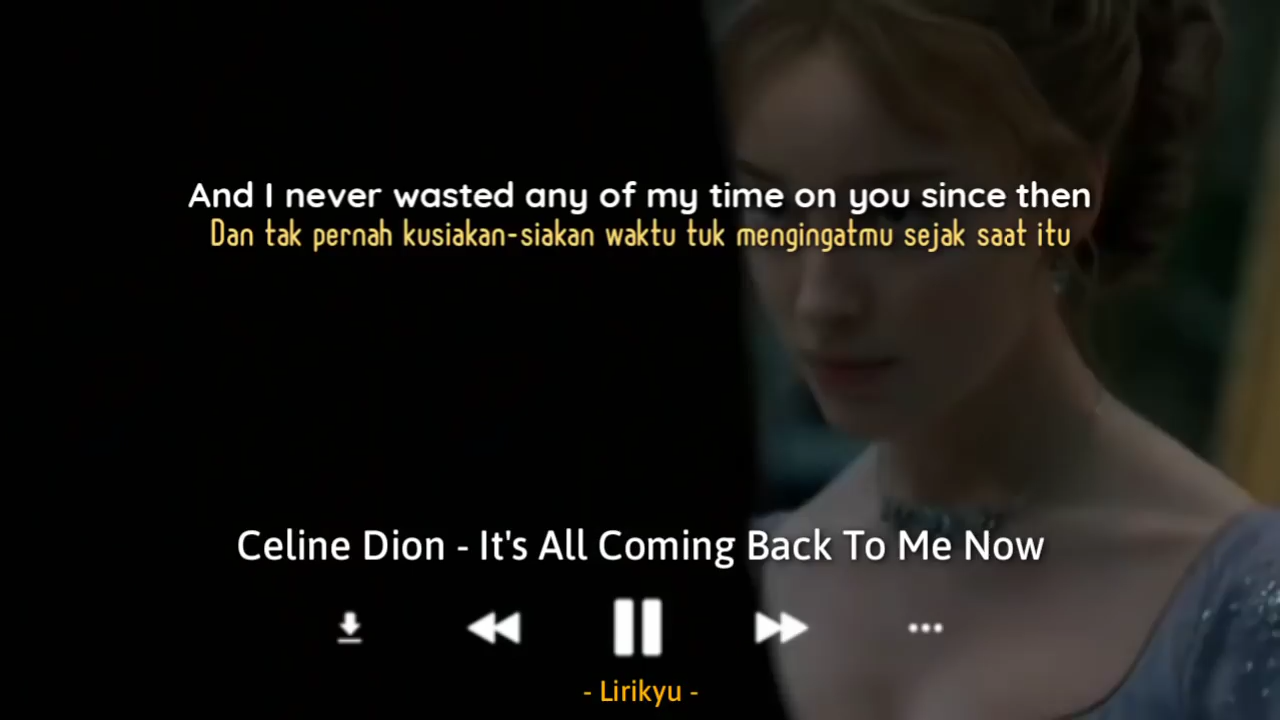 And I never wasted any of my time on you since then
Dan tak pernah kusiakan-siakan waktu tuk mengingatmu sejak saat itu
Celine Dion - It's All Coming Back To Me Now
- Lirikyu -